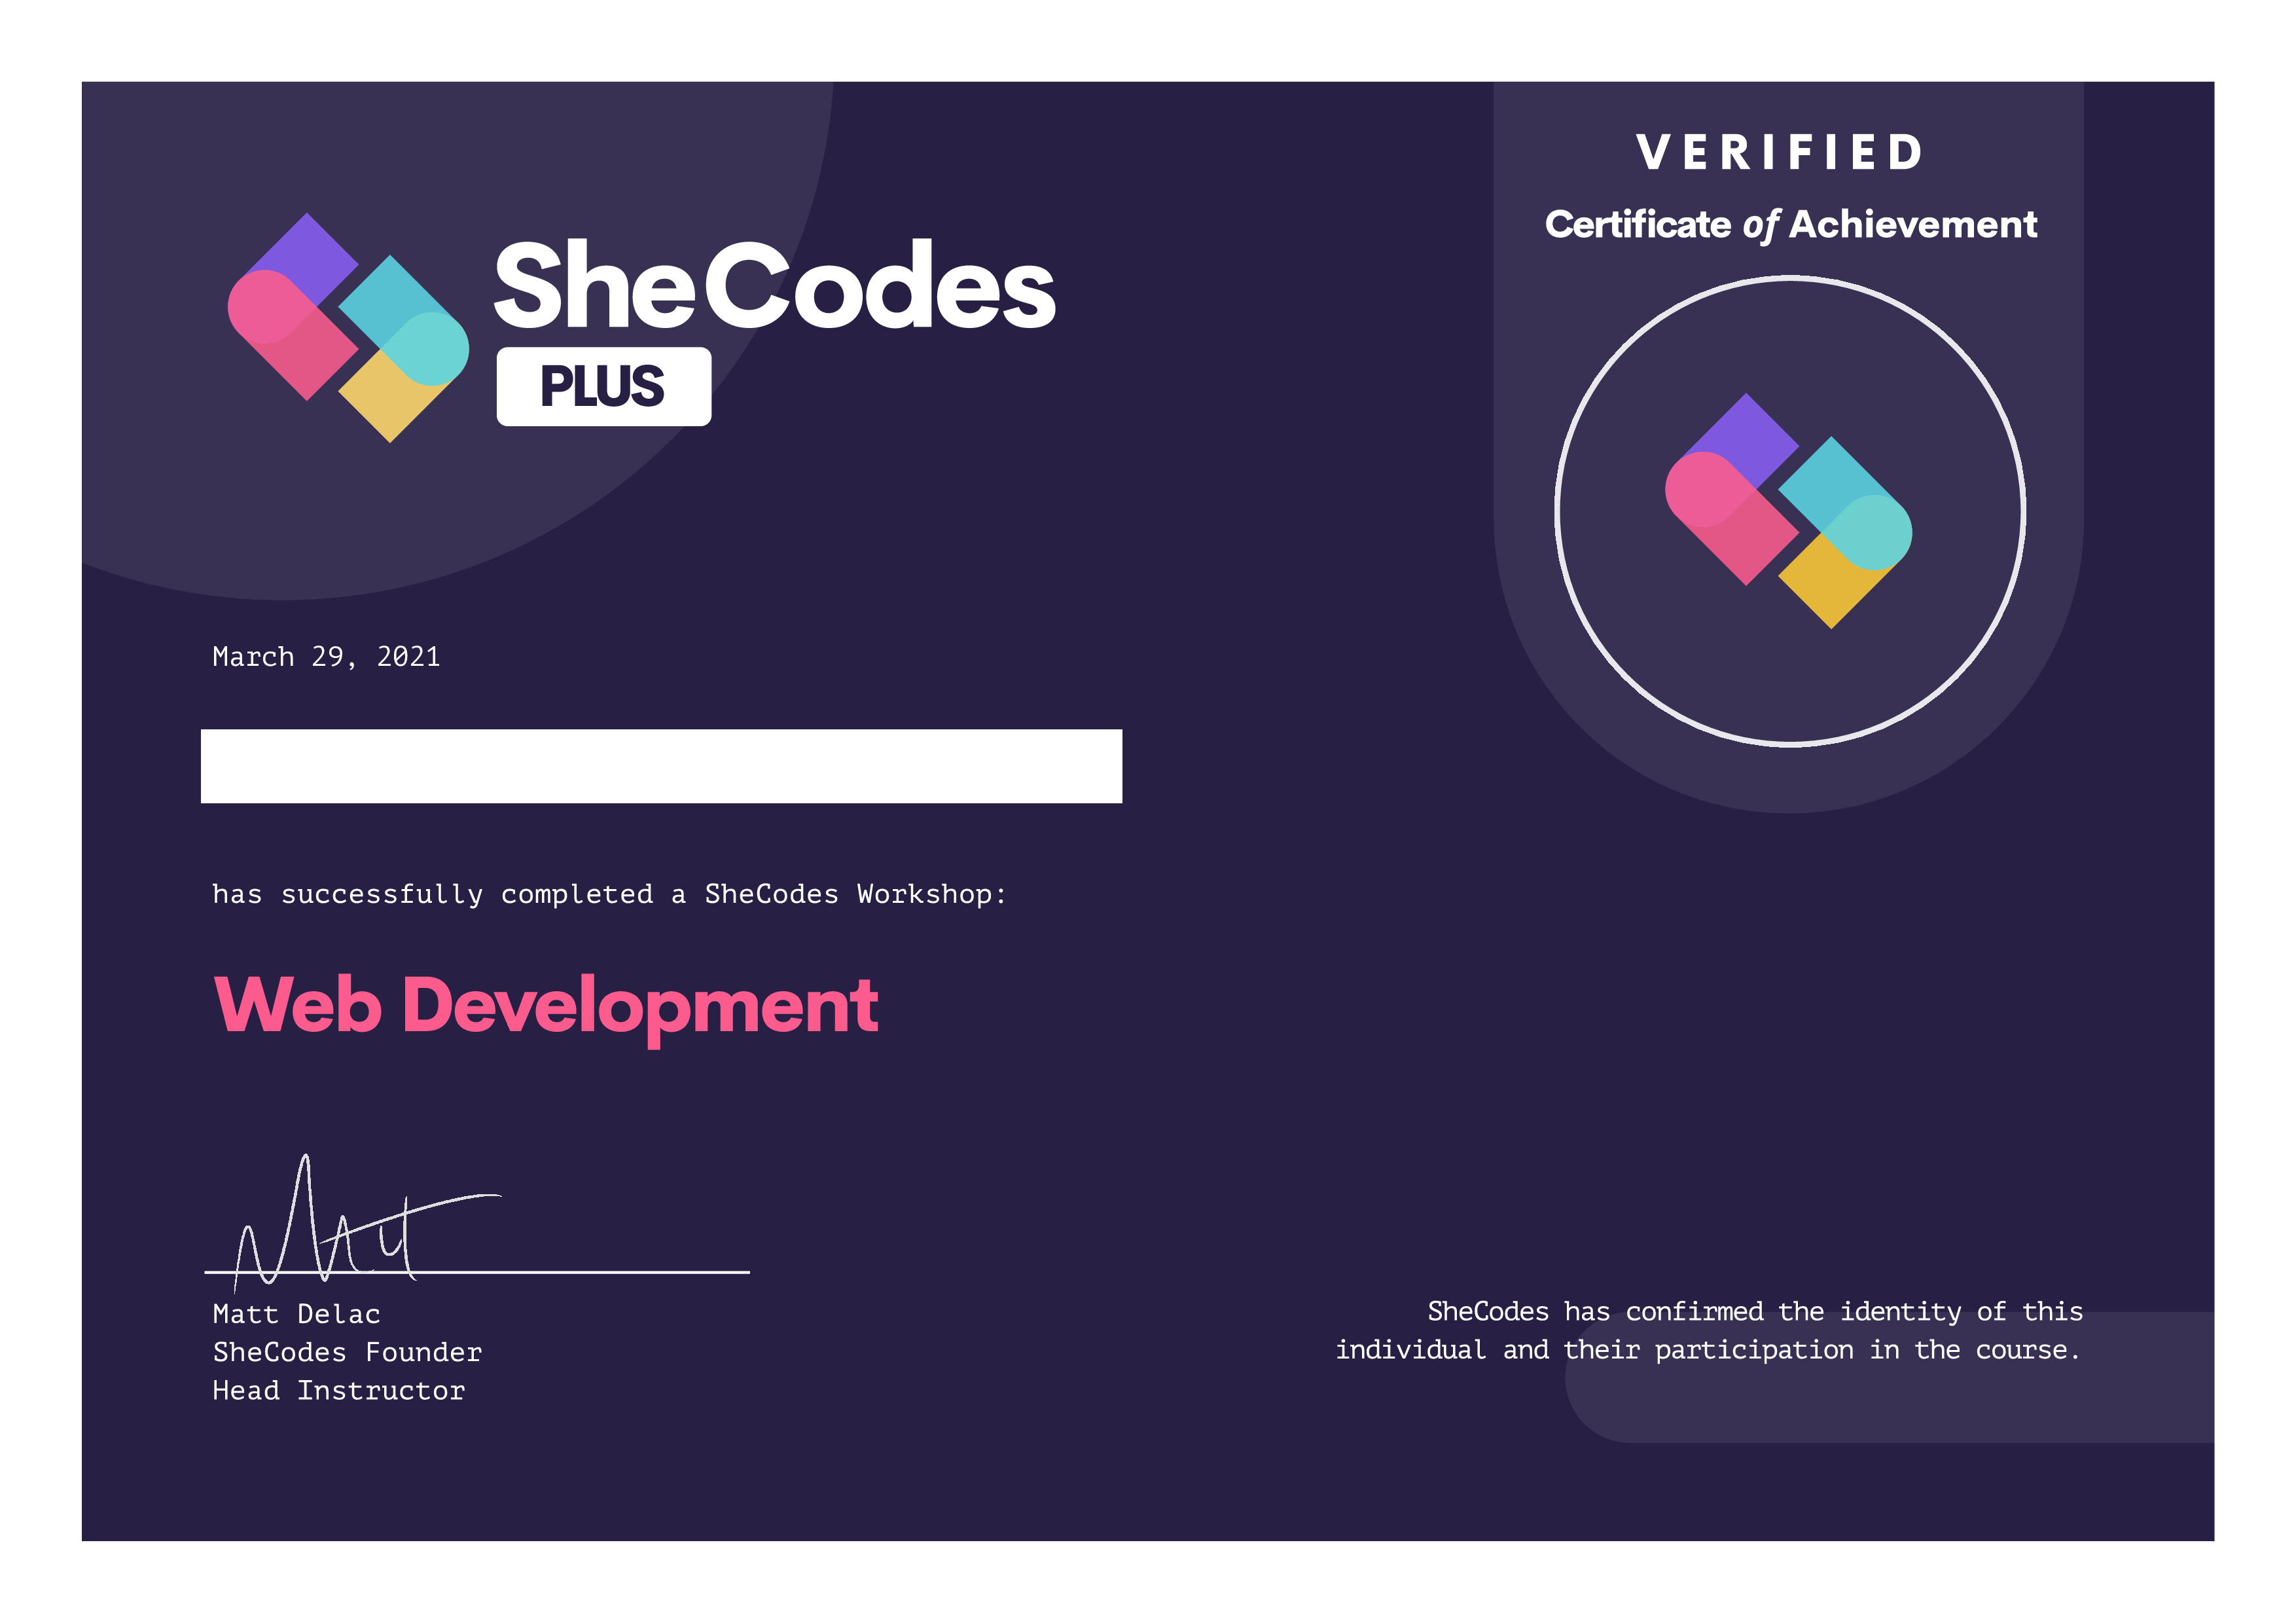 SheCodes
PLUS
VERIFIED
Certificate of Achievement
March 29, 2021
has successfully completed a SheCodes Workshop:
Web Development
Matt
Matt Delac
SheCodes Founder
Head Instructor
SheCodes has confirmed the identity of this
individual and their participation in the course.